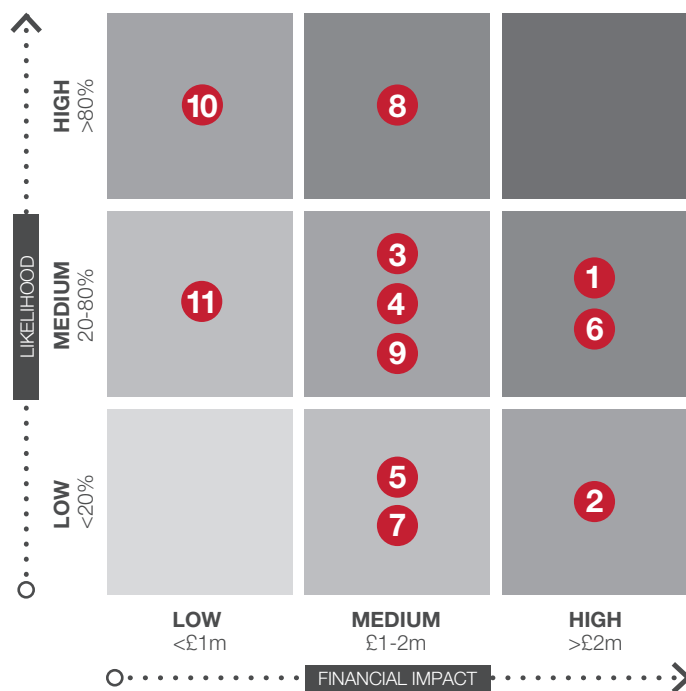 HIGH
>80%
10
8
LIKELIHOOD
MEDIUM
20-80%
11
3
4
9
1
6
LOW
<20%
5
7
2
LOW
<£1m
MEDIUM
£1-2m
HIGH
>£2m
FINANCIAL IMPACT